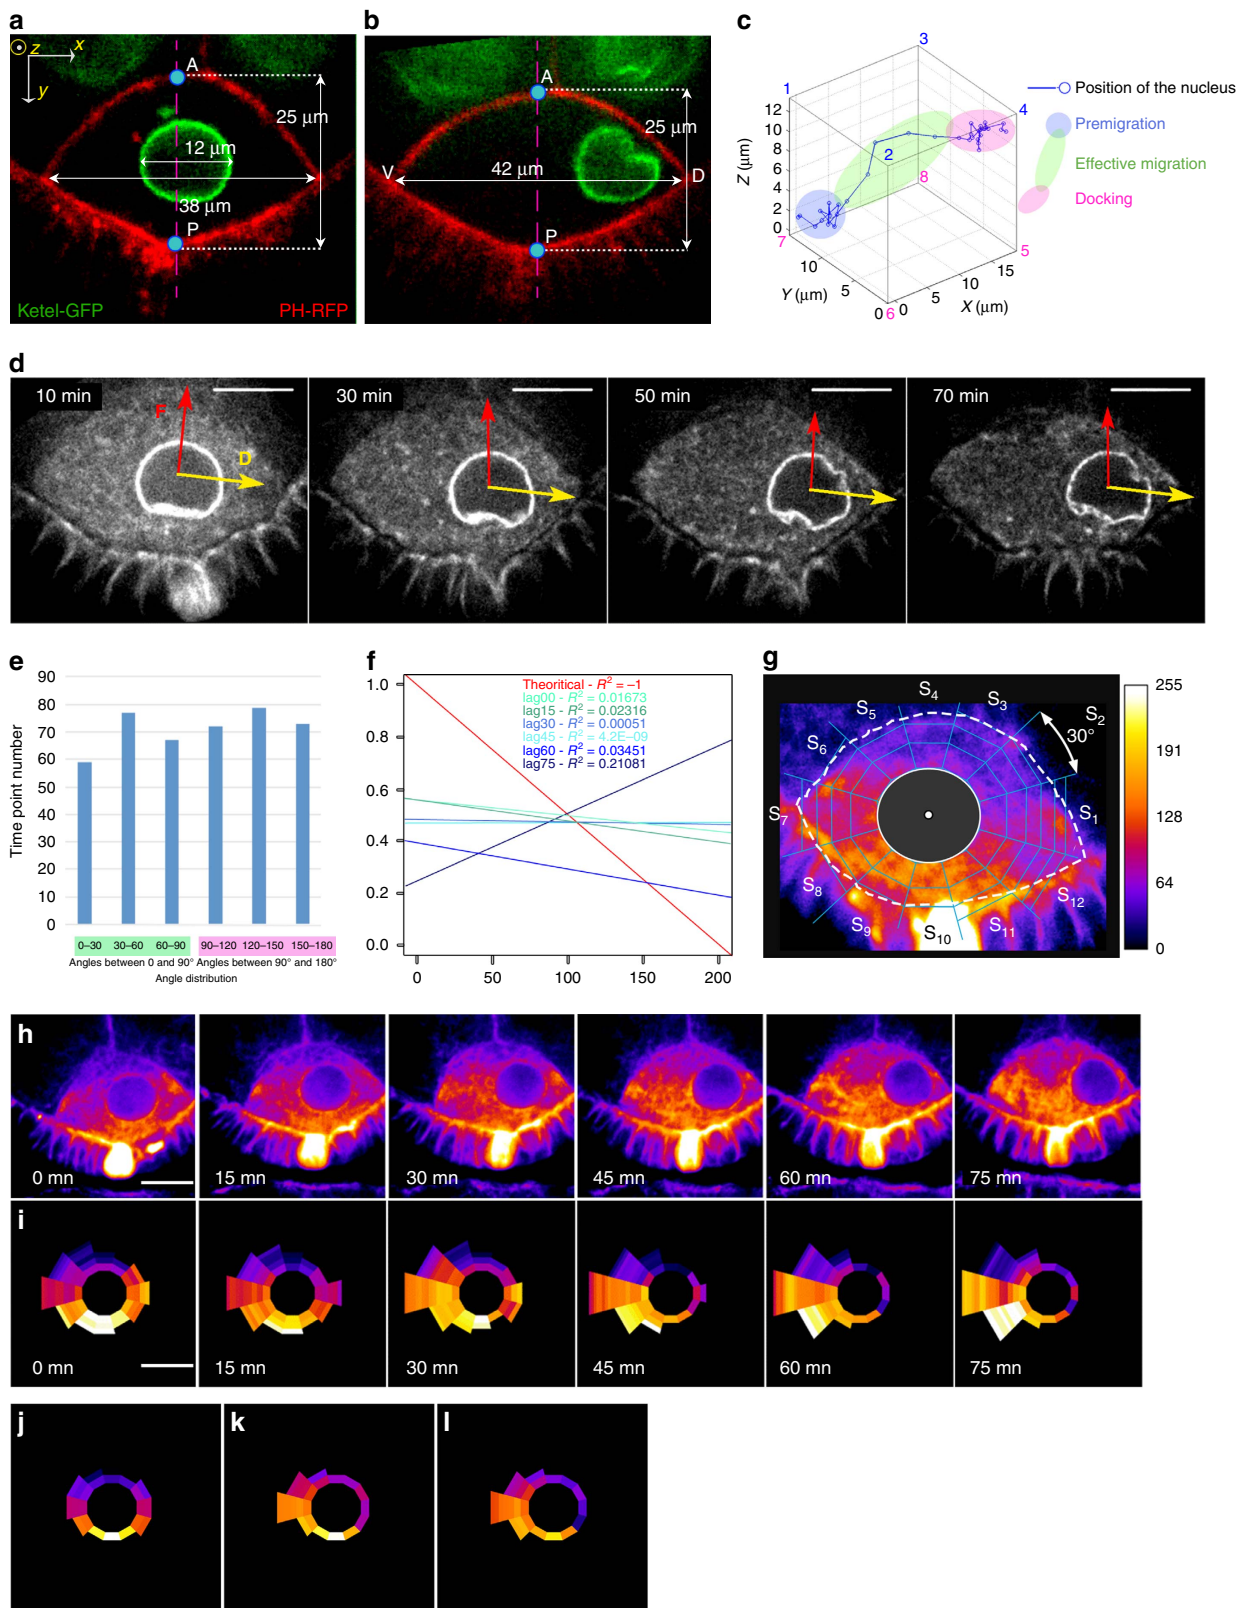 a
z x
y
A
25 μm
12 μm
38 μm
P
Ketel-GFP PH-RFP
b
A
25 μm
V 42 μm D
P
c
3
1
4
2
8
7
5
6
Z (μm)
12
10
8
6
4
2
0
Y (μm)
10
5
0
X (μm)
0
5
10
15
Position of the nucleus
Premigration
Effective migration
Docking
d
10 min
F
D
30 min
50 min
70 min
e
Time point number
90
80
70
60
50
40
30
20
10
0
0–30 30–60 60–90 90–120 120–150 150–180
Angles between 0 and 90° Angles between 90° and 180°
Angle distribution
f
1.0
0.8
0.6
0.4
0.2
0.0
0 50 100 150 200
Theoritical - R² = –1
lag00 - R² = 0.01673
lag15 - R² = 0.02316
lag30 - R² = 0.00051
lag45 - R² = 4.2E–09
lag60 - R² = 0.03451
lag75 - R² = 0.21081
g
S₄
S₃
S₂
S₅
30°
S₆
S₇
S₁
S₈
S₁₂
S₉
S₁₀
S₁₁
255
191
128
64
0
h
0 mn
15 mn
30 mn
45 mn
60 mn
75 mn
i
0 mn
15 mn
30 mn
45 mn
60 mn
75 mn
j
k
l